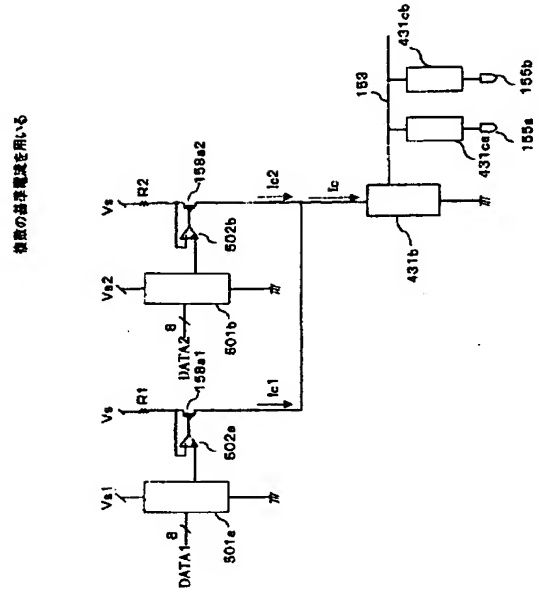 複数の基準電流を用いる
Vs1
Vs
R1
DATA1
8
501a
502a
158a1
Ic1
Vs2
Vs
R2
DATA2
8
501b
502b
158a2
Ic2
Ic
431b
153
431ca
431cb
155a
155b